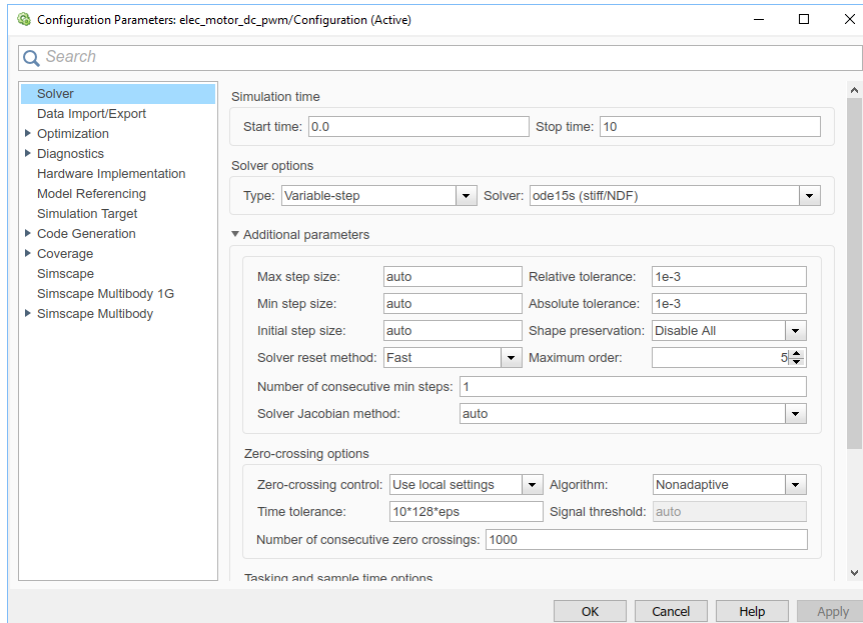 Configuration Parameters: elec_motor_dc_pwm/Configuration (Active)
Search
Solver
Data Import/Export
Optimization
Diagnostics
Hardware Implementation
Model Referencing
Simulation Target
Code Generation
Coverage
Simscape
Simscape Multibody 1G
Simscape Multibody
Simulation time
Start time: 0.0 Stop time: 10
Solver options
Type: Variable-step Solver: ode15s (stiff/NDF)
Additional parameters
Max step size: auto Relative tolerance: 1e-3
Min step size: auto Absolute tolerance: 1e-3
Initial step size: auto Shape preservation: Disable All
Solver reset method: Fast Maximum order: 5
Number of consecutive min steps: 1
Solver Jacobian method: auto
Zero-crossing options
Zero-crossing control: Use local settings Algorithm: Nonadaptive
Time tolerance: 10*128*eps Signal threshold: auto
Number of consecutive zero crossings: 1000
Tasking and sample time options
OK Cancel Help Apply